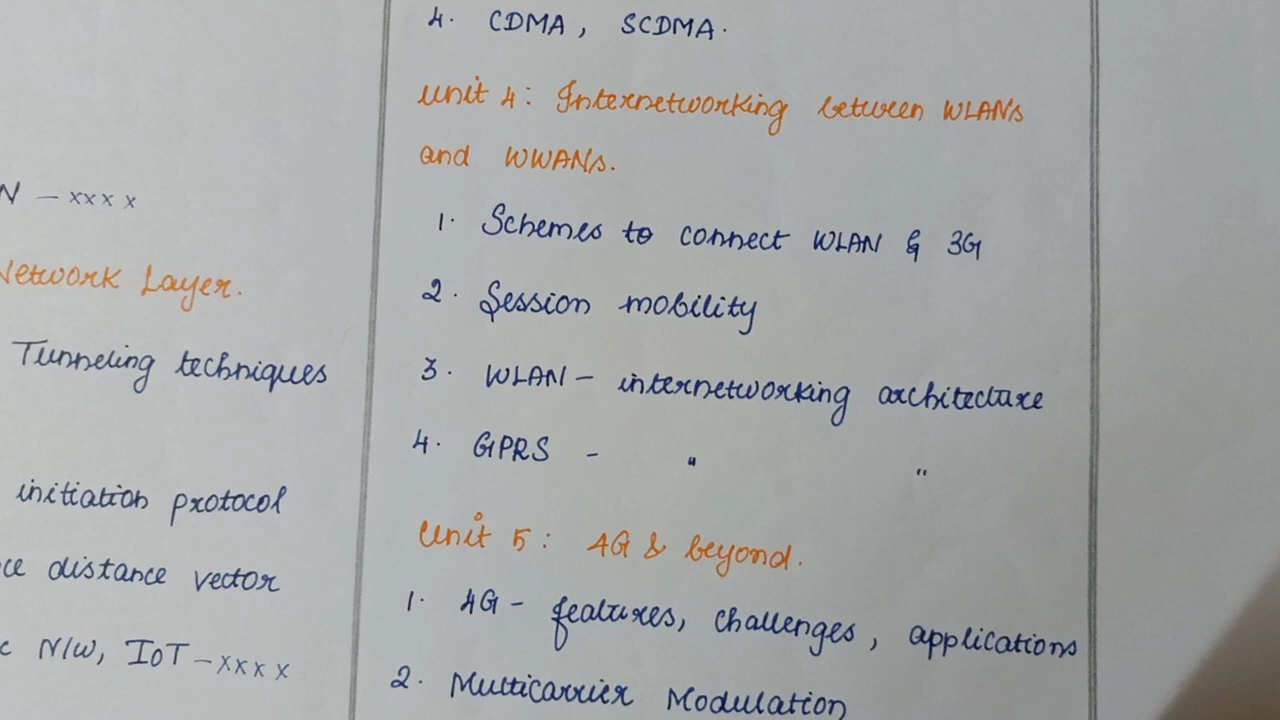 N - xxxx
Network Layer.
Tunneling techniques
initiation protocol
distance vector
N/W, IoT - xxxx
4. CDMA, SCDMA.
Unit 4: Internetworking between WLANs
and WWANs.
1. Schemes to connect WLAN & 3G
2. Session mobility
3. WLAN - internetworking architecture
4. GPRS - " "
Unit 5: 4G & beyond.
1. 4G - features, challenges, applications
2. Multicarrier Modulation